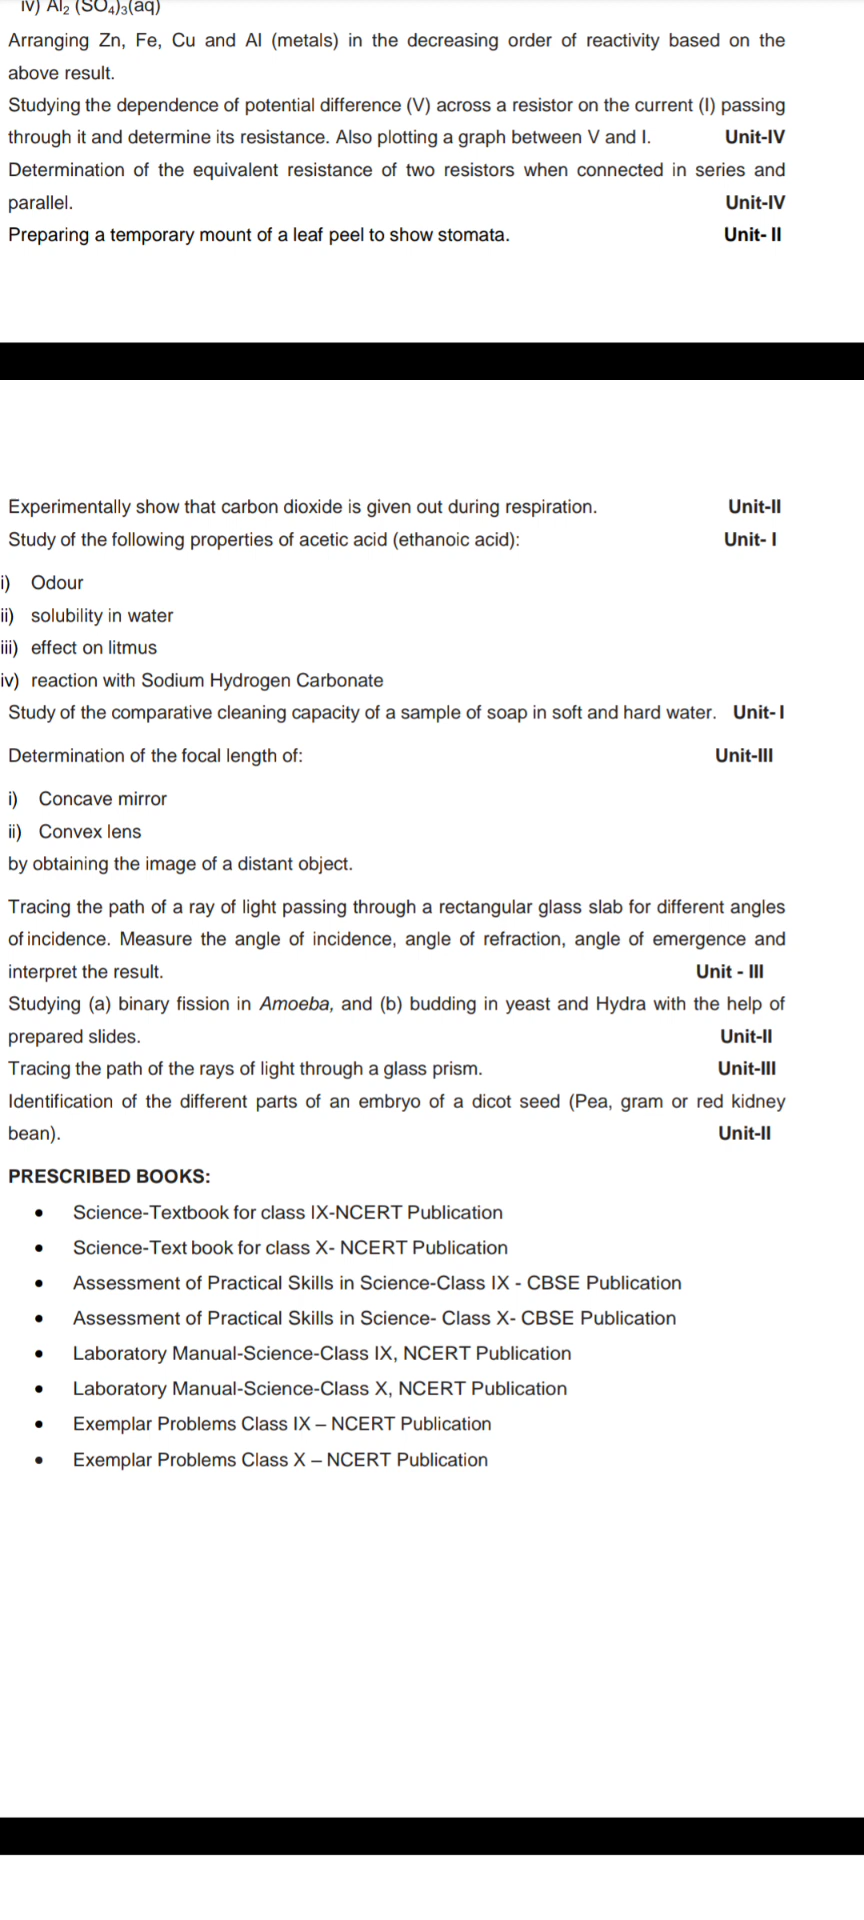 iv) Al₂ (SO₄)₃(aq)
Arranging Zn, Fe, Cu and Al (metals) in the decreasing order of reactivity based on the
above result.
Studying the dependence of potential difference (V) across a resistor on the current (I) passing
through it and determine its resistance. Also plotting a graph between V and I. Unit-IV
Determination of the equivalent resistance of two resistors when connected in series and
parallel. Unit-IV
Preparing a temporary mount of a leaf peel to show stomata. Unit- II
Experimentally show that carbon dioxide is given out during respiration. Unit-II
Study of the following properties of acetic acid (ethanoic acid): Unit- I
i) Odour
ii) solubility in water
iii) effect on litmus
iv) reaction with Sodium Hydrogen Carbonate
Study of the comparative cleaning capacity of a sample of soap in soft and hard water. Unit- I
Determination of the focal length of: Unit-III
i) Concave mirror
ii) Convex lens
by obtaining the image of a distant object.
Tracing the path of a ray of light passing through a rectangular glass slab for different angles
of incidence. Measure the angle of incidence, angle of refraction, angle of emergence and
interpret the result. Unit - III
Studying (a) binary fission in Amoeba, and (b) budding in yeast and Hydra with the help of
prepared slides. Unit-II
Tracing the path of the rays of light through a glass prism. Unit-III
Identification of the different parts of an embryo of a dicot seed (Pea, gram or red kidney
bean). Unit-II
PRESCRIBED BOOKS:
• Science-Textbook for class IX-NCERT Publication
• Science-Text book for class X- NCERT Publication
• Assessment of Practical Skills in Science-Class IX - CBSE Publication
• Assessment of Practical Skills in Science- Class X- CBSE Publication
• Laboratory Manual-Science-Class IX, NCERT Publication
• Laboratory Manual-Science-Class X, NCERT Publication
• Exemplar Problems Class IX – NCERT Publication
• Exemplar Problems Class X – NCERT Publication